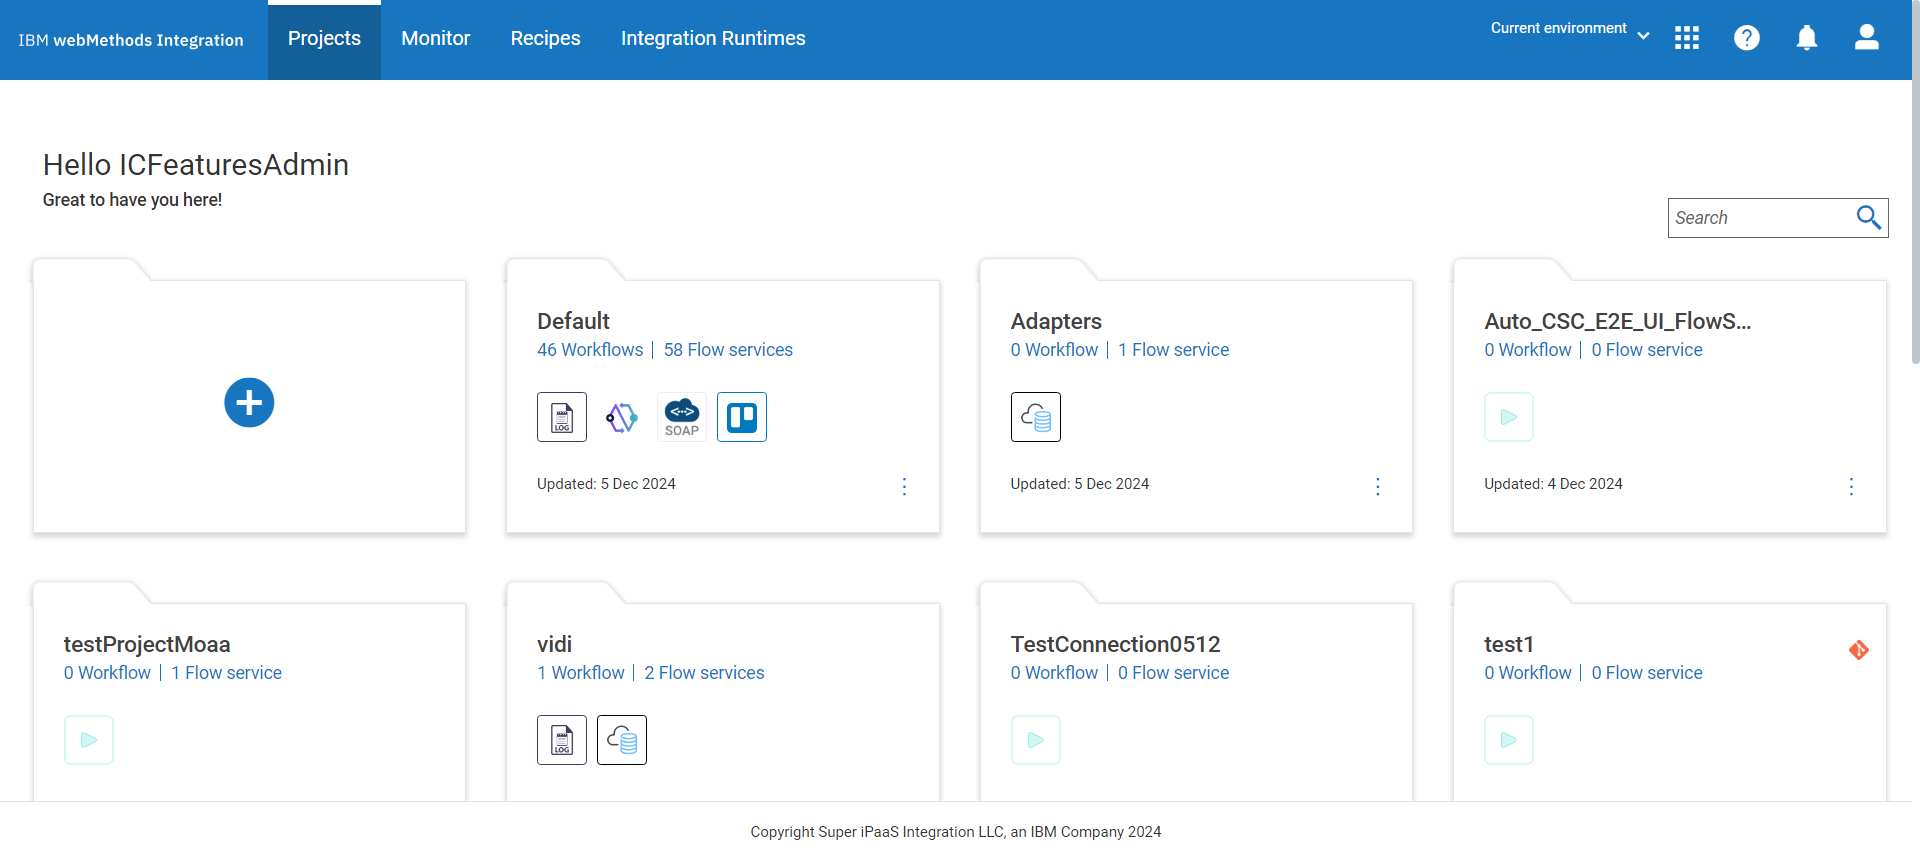 IBM webMethods Integration
Projects
Monitor
Recipes
Integration Runtimes
Current environment
Hello ICFeaturesAdmin
Great to have you here!
Search
Default
46 Workflows | 58 Flow services
LOG
SOAP
Updated: 5 Dec 2024
Adapters
0 Workflow | 1 Flow service
Updated: 5 Dec 2024
Auto_CSC_E2E_UI_FlowS...
0 Workflow | 0 Flow service
Updated: 4 Dec 2024
testProjectMoaa
0 Workflow | 1 Flow service
vidi
1 Workflow | 2 Flow services
LOG
TestConnection0512
0 Workflow | 0 Flow service
test1
0 Workflow | 0 Flow service
Copyright Super iPaaS Integration LLC, an IBM Company 2024